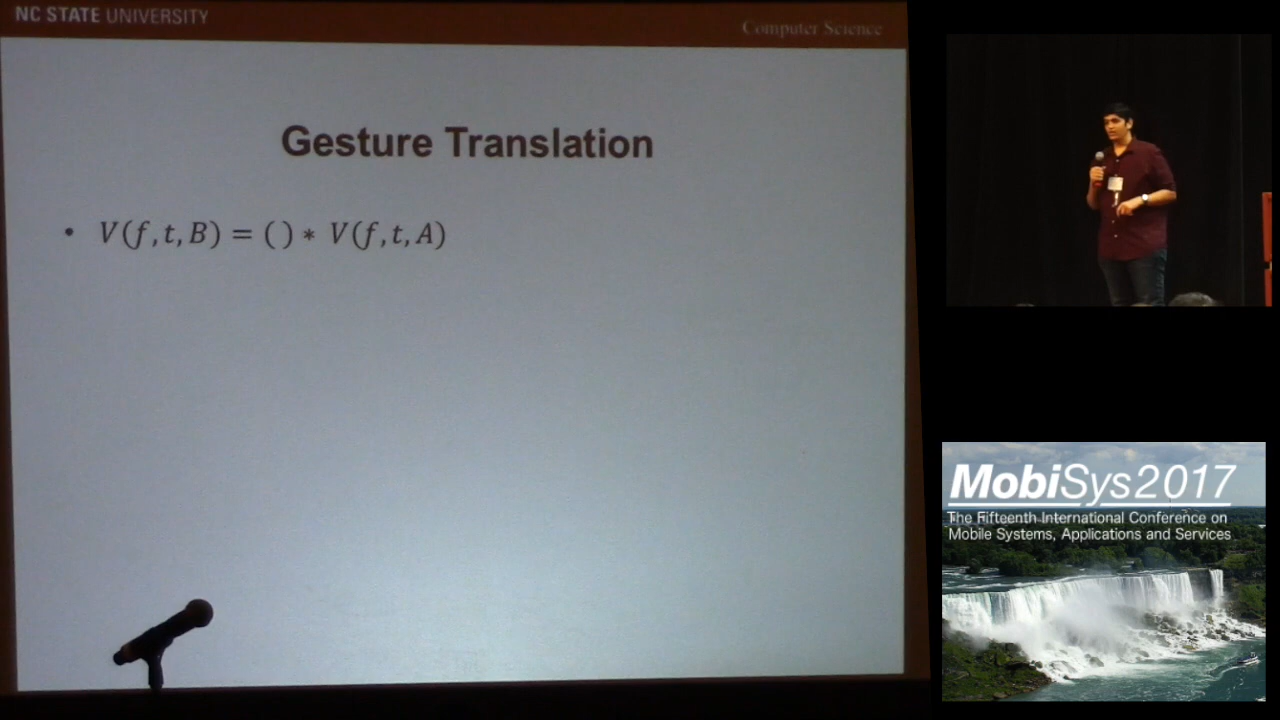 NC STATE UNIVERSITY
Computer Science
Gesture Translation
• V(f,t,B) = ( ) ∗ V(f,t,A)
MobiSys2017
The Fifteenth International Conference on
Mobile Systems, Applications and Services